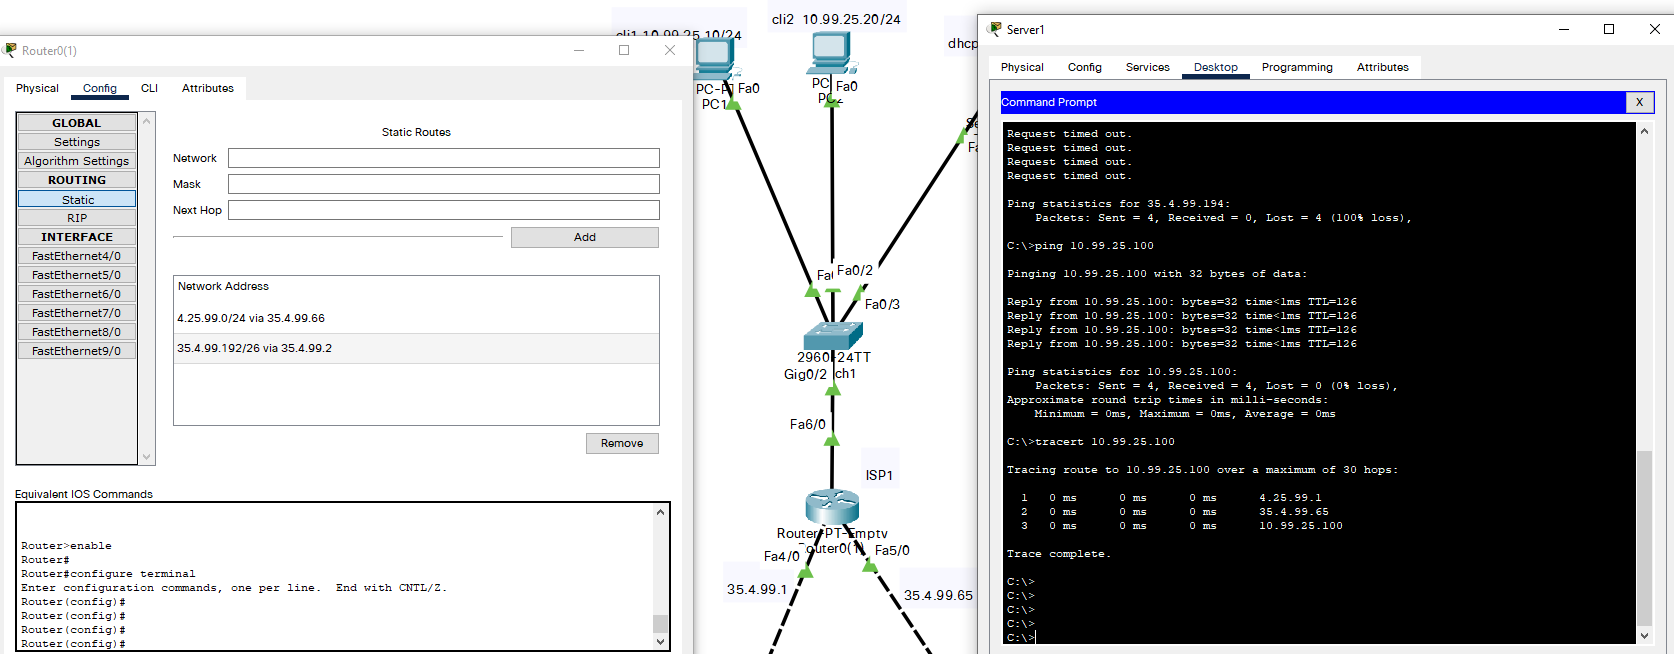 Router0(1)
Physical Config CLI Attributes
GLOBAL
Settings
Algorithm Settings
ROUTING
Static
RIP
INTERFACE
FastEthernet4/0
FastEthernet5/0
FastEthernet6/0
FastEthernet7/0
FastEthernet8/0
FastEthernet9/0
Static Routes
Network
Mask
Next Hop
Add
Network Address
4.25.99.0/24 via 35.4.99.66
35.4.99.192/26 via 35.4.99.2
Remove
Equivalent IOS Commands
Router>enable
Router#
Router#configure terminal
Enter configuration commands, one per line.  End with CNTL/Z.
Router(config)#
Router(config)#
Router(config)#
Router(config)#
cli1 10.99.25.10/24
cli2 10.99.25.20/24
dhcp
Fa0
PC1
Fa0
PC2
Fa0/2
Fa0/3
2960-24TT
Gig0/2
Fa6/0
ISP1
Router-PT-Empty
Router0(1)
Fa4/0
Fa5/0
35.4.99.1
35.4.99.65
Server1
Physical Config Services Desktop Programming Attributes
Command Prompt
X
Request timed out.
Request timed out.
Request timed out.
Request timed out.
Ping statistics for 35.4.99.194:
Packets: Sent = 4, Received = 0, Lost = 4 (100% loss),
C:\>ping 10.99.25.100
Pinging 10.99.25.100 with 32 bytes of data:
Reply from 10.99.25.100: bytes=32 time<1ms TTL=126
Reply from 10.99.25.100: bytes=32 time<1ms TTL=126
Reply from 10.99.25.100: bytes=32 time<1ms TTL=126
Reply from 10.99.25.100: bytes=32 time<1ms TTL=126
Ping statistics for 10.99.25.100:
Packets: Sent = 4, Received = 4, Lost = 0 (0% loss),
Approximate round trip times in milli-seconds:
Minimum = 0ms, Maximum = 0ms, Average = 0ms
C:\>tracert 10.99.25.100
Tracing route to 10.99.25.100 over a maximum of 30 hops:
1 0 ms 0 ms 0 ms 4.25.99.1
2 0 ms 0 ms 0 ms 35.4.99.65
3 0 ms 0 ms 0 ms 10.99.25.100
Trace complete.
C:\>
C:\>
C:\>
C:\>
C:\>